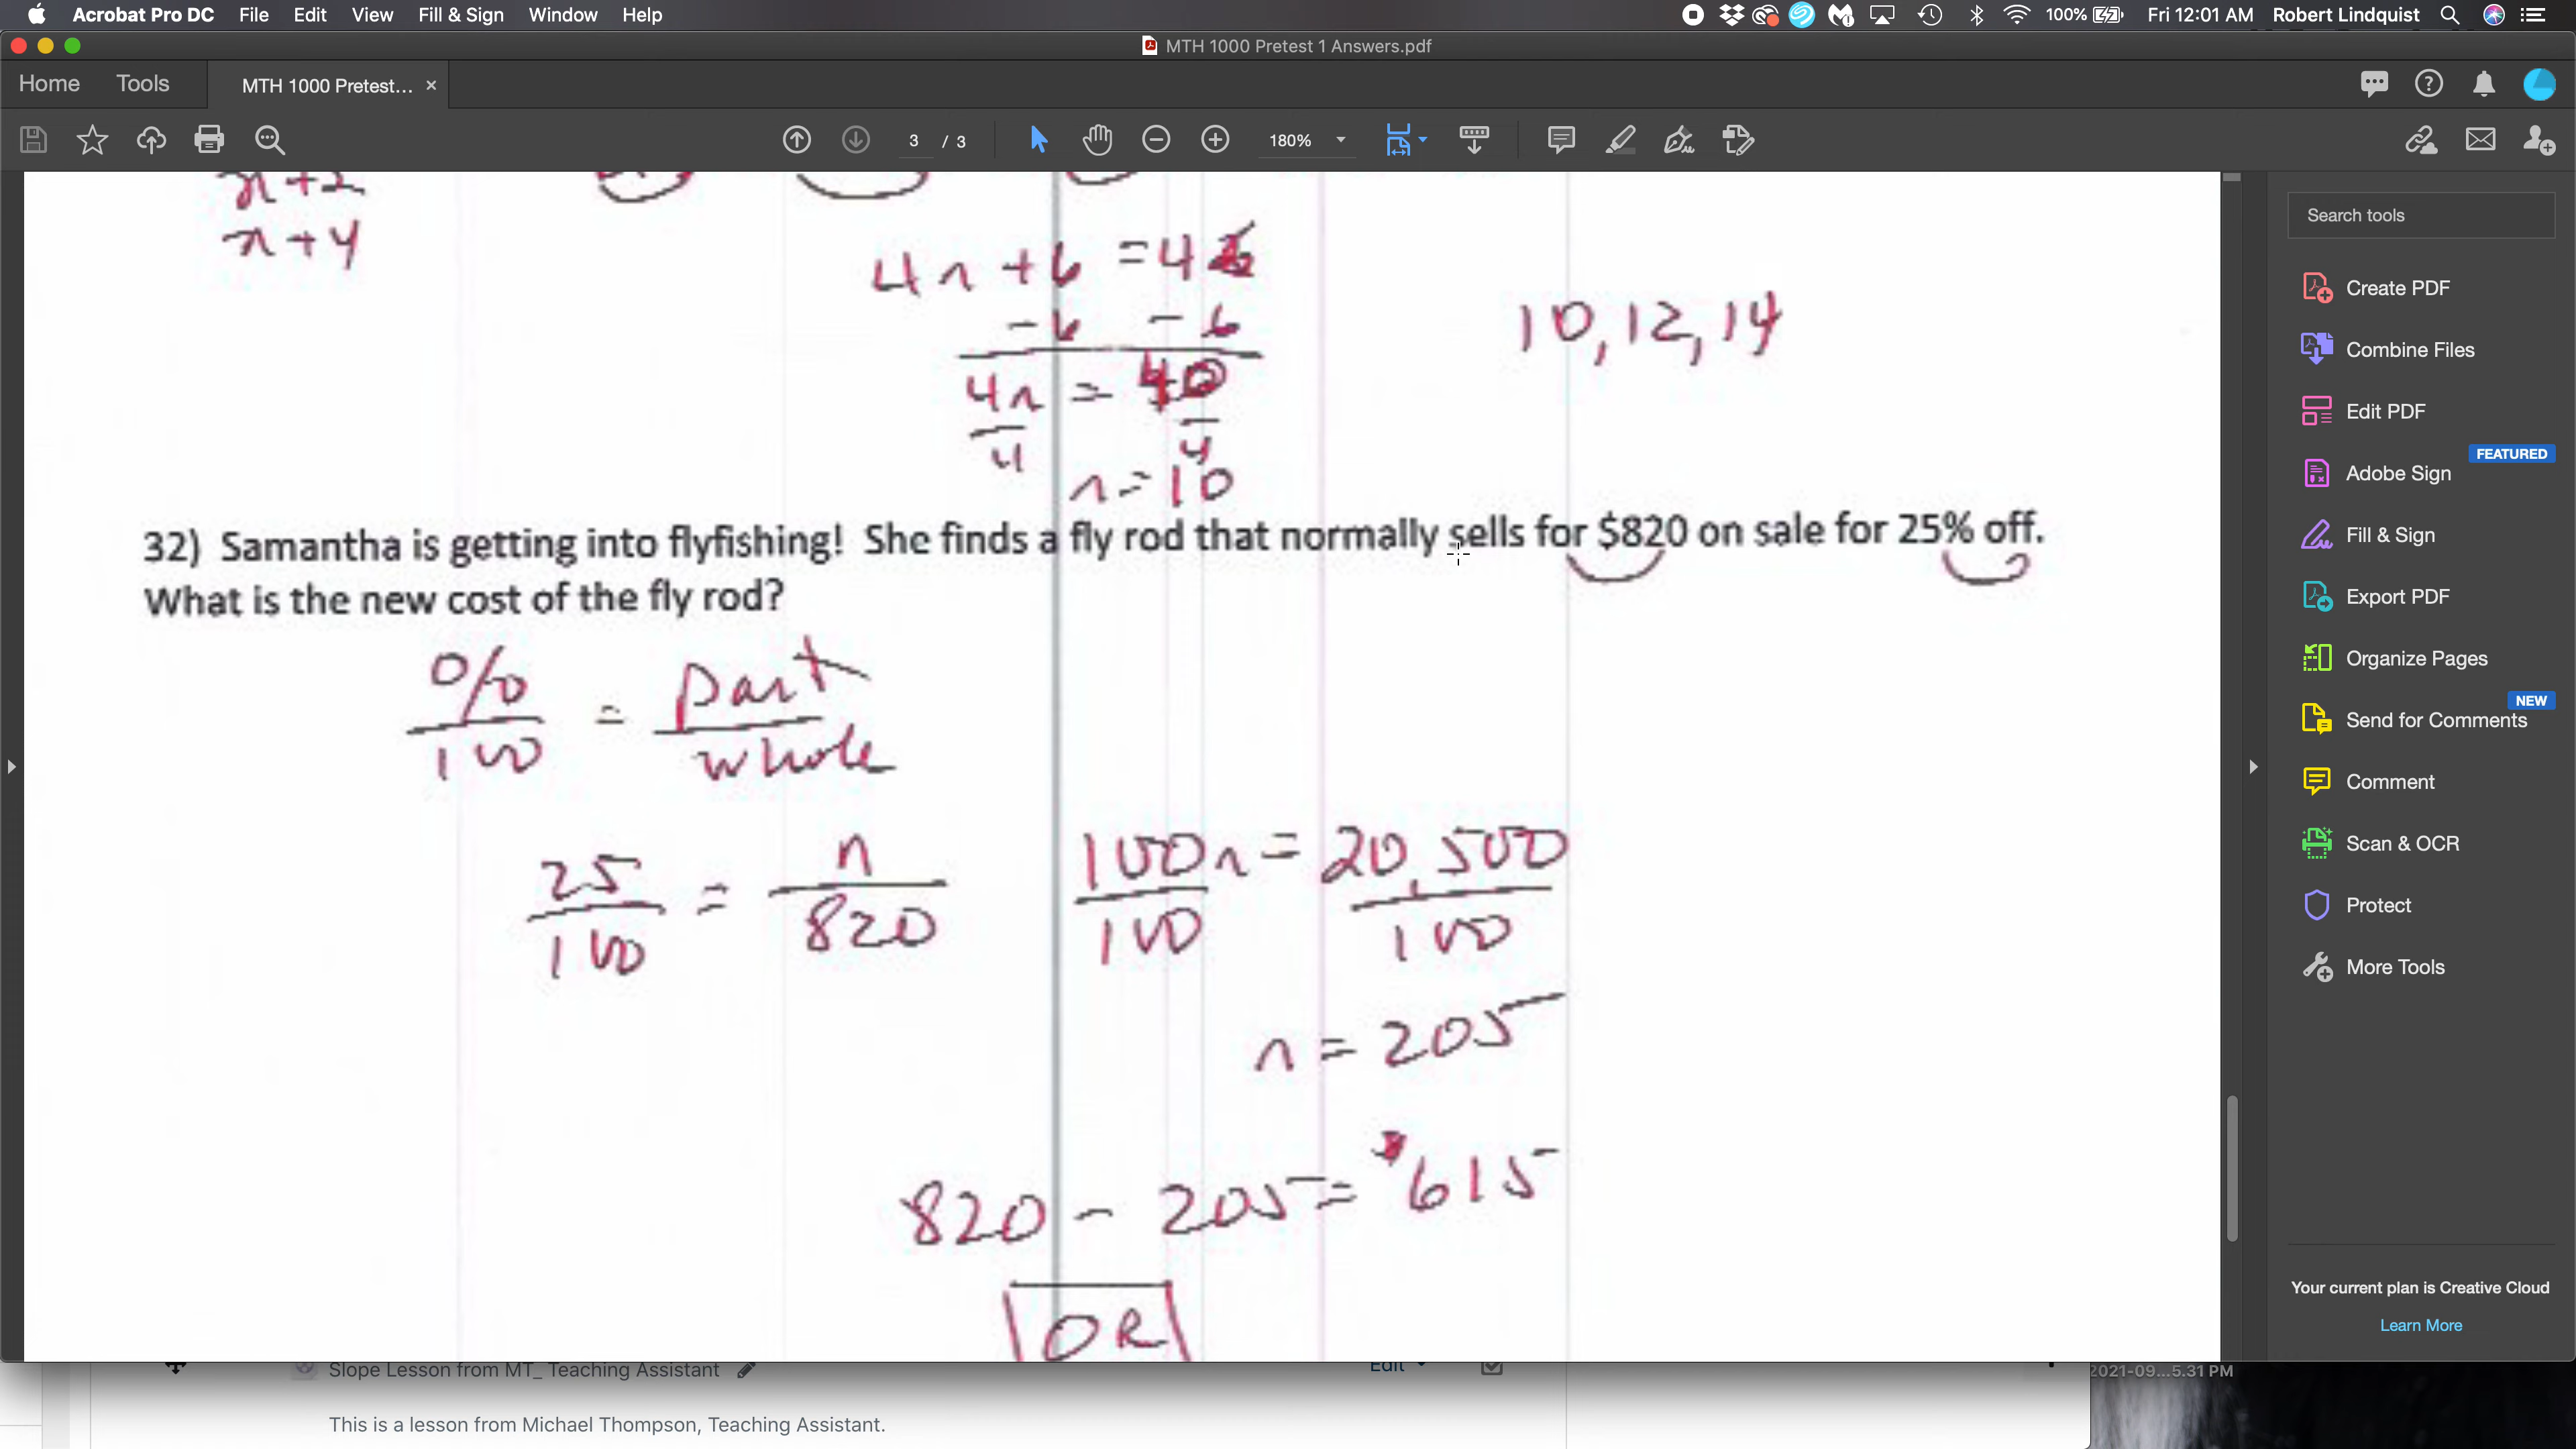 Acrobat Pro DC File Edit View Fill & Sign Window Help 100% Fri 12:01 AM Robert Lindquist
MTH 1000 Pretest 1 Answers.pdf
Home Tools MTH 1000 Pretest... ×
3 / 3 180%
n+2
n+4
4n+6 = 46
-6 -6
4n = 40
4 4
n=10
10,12,14
32) Samantha is getting into flyfishing! She finds a fly rod that normally sells for $820 on sale for 25% off.
What is the new cost of the fly rod?
% = part
100 whole
25 = n
100 820
100n = 20,500
100 100
n = 205
820 - 205 = $615
OR
Search tools
Create PDF
Combine Files
Edit PDF
FEATURED
Adobe Sign
Fill & Sign
Export PDF
Organize Pages
NEW
Send for Comments
Comment
Scan & OCR
Protect
More Tools
Your current plan is Creative Cloud
Learn More
Slope Lesson from MT_ Teaching Assistant
Edit
2021-09...5.31 PM
This is a lesson from Michael Thompson, Teaching Assistant.